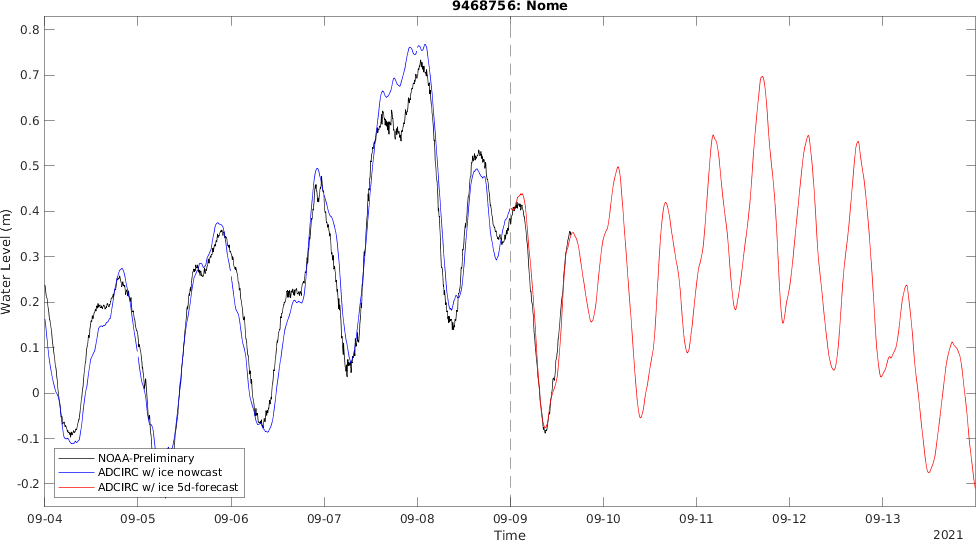 9468756: Nome
0.8
0.7
0.6
0.5
0.4
0.3
0.2
0.1
0
-0.1
-0.2
Water Level (m)
NOAA-Preliminary
ADCIRC w/ ice nowcast
ADCIRC w/ ice 5d-forecast
09-04 09-05 09-06 09-07 09-08 09-09 09-10 09-11 09-12 09-13
Time
2021